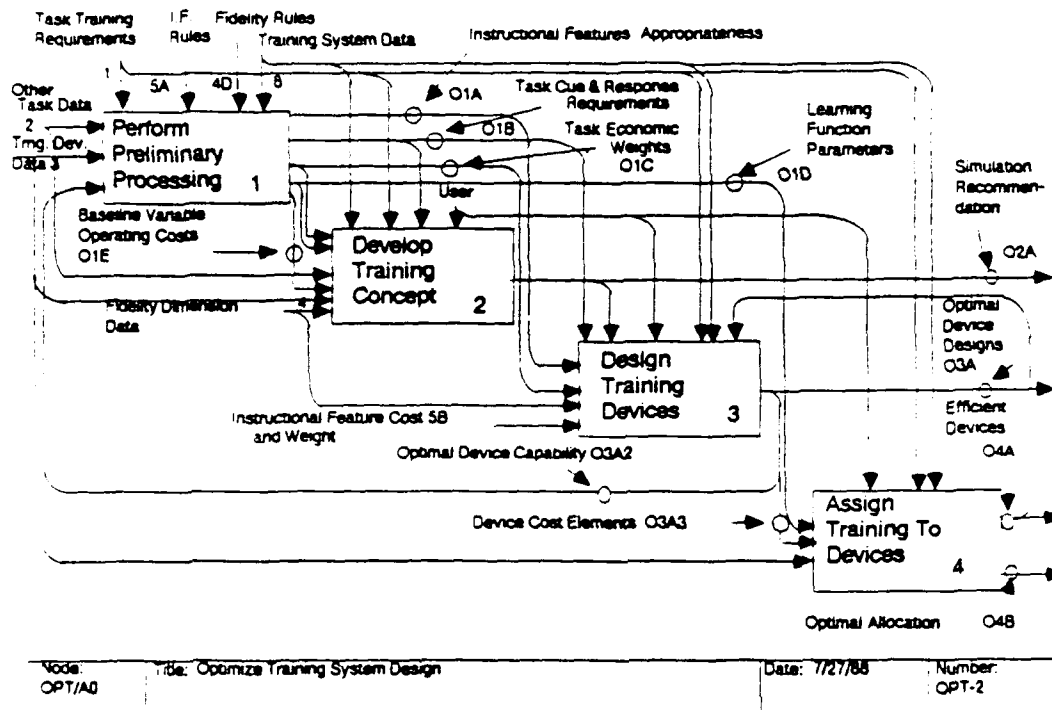 Task Training
Requirements
I.F.
Rules
Fidelity Rules
Training System Data
Instructional Features Appropriateness
1
5A
4D
8
Other
Task Data
2
Trng. Dev.
Data 3
Perform
Preliminary
Processing
1
O1A
O1B
Task Cue & Response
Requirements
Task Economic
Weights
O1C
Learning
Function
Parameters
O1D
User
Simulation
Recommen-
dation
Baseline Variable
Operating Costs
O1E
Develop
Training
Concept
2
O2A
Fidelity Dimension
Data
4
Optimal
Device
Designs
O3A
Design
Training
Devices
3
Efficient
Devices
O4A
Instructional Feature Cost 5B
and Weight
Optimal Device Capability O3A2
Device Cost Elements O3A3
Assign
Training To
Devices
4
Optimal Allocation O4B
Node:
OPT/A0
Title: Optimize Training System Design
Date: 7/27/88
Number:
OPT-2